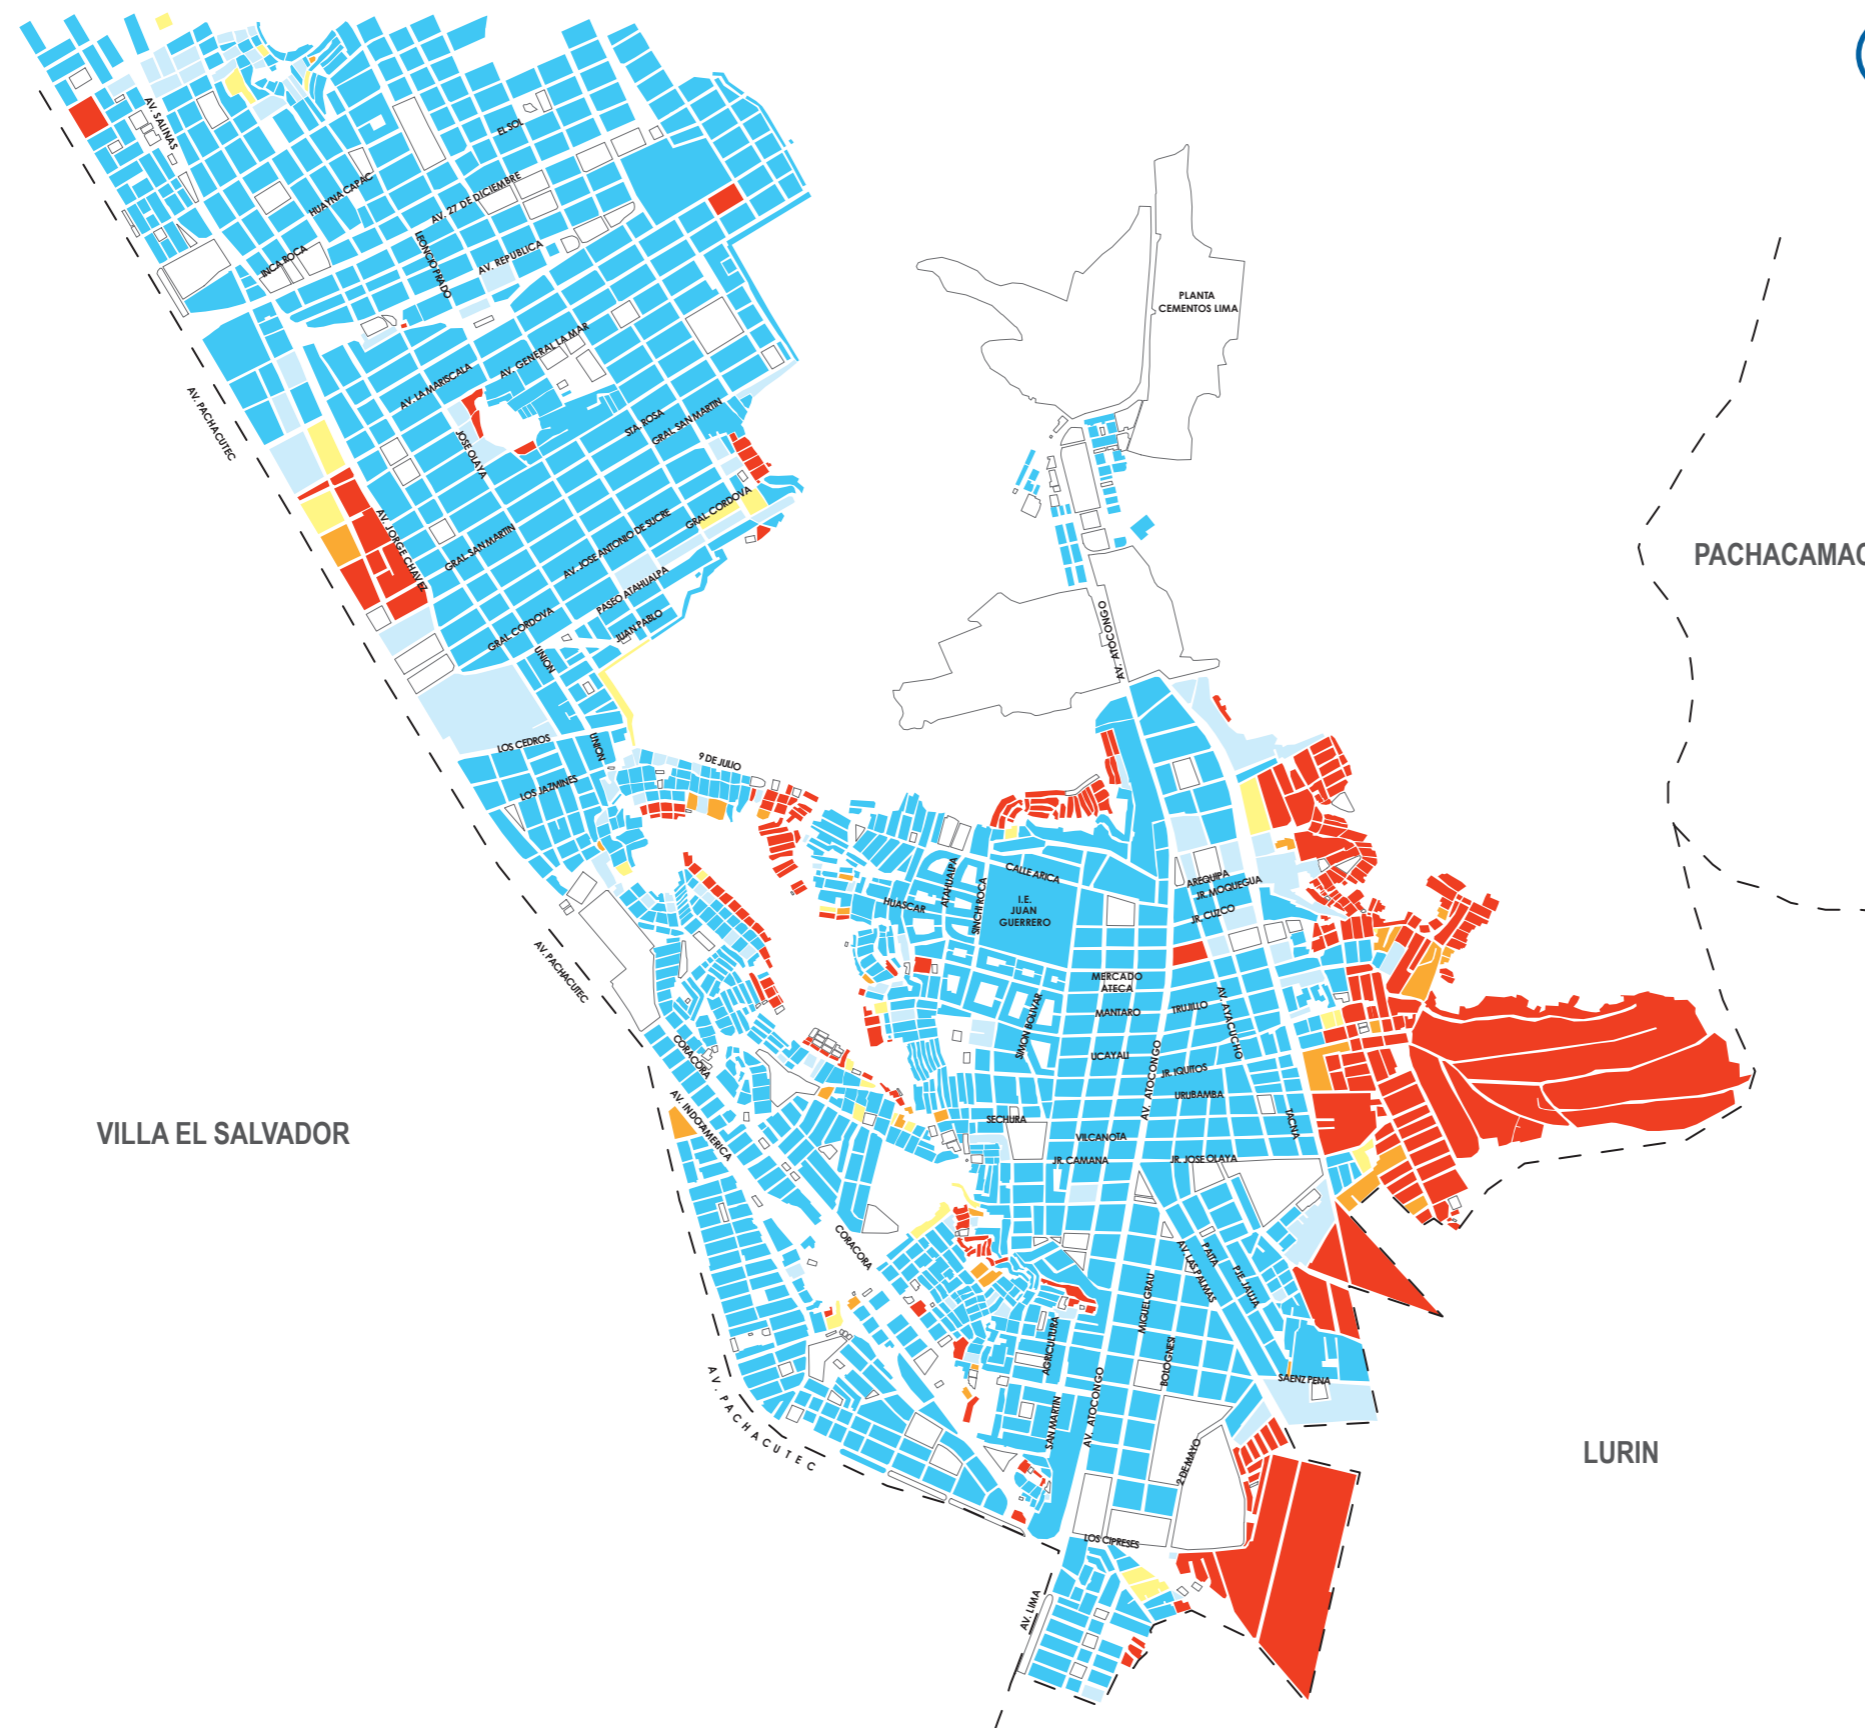 AV. SALINAS
EL SOL
HUAYNA CAPAC
AV. 27 DE DICIEMBRE
INCA ROCA
LEONCIO PRADO
AV. REPUBLICA
PLANTA
CEMENTOS LIMA
AV. GENERAL LA MAR
AV. LA MARISCALA
AV. PACHACUTEC
STA. ROSA
GRAL. SAN MARTIN
JOSE OLAYA
GRAL. CORDOVA
AV. JORGE CHAVEZ
GRAL. SAN MARTIN
AV. JOSE ANTONIO DE SUCRE
PACHACAMAC
PASEO ATAHUALPA
GRAL. CORDOVA
JUAN PABLO
AV. ATOCONGO
UNION
LOS CEDROS
UNION
9 DE JULIO
LOS JAZMINES
CALLE ARICA
ATAHUALPA
SINCHI ROCA
HUASCAR
I.E.
JUAN
GUERRERO
AREQUIPA
JR. MOQUEGUA
JR. CUZCO
AV. PACHACUTEC
MERCADO
ATECA
MANTARO
TRUJILLO
AV. AYACUCHO
SIMON BOLIVAR
CORACORA
UCAYALI
AV. ATOCONGO
JR. IQUITOS
URUBAMBA
AV. INDOAMERICA
SECHURA
TACNA
VILLA EL SALVADOR
VILCANOTA
JR. CAMANA
JR. JOSE OLAYA
CORACORA
PAITA
AV. LAS PALMAS
PJE. JAUJA
MIGUEL GRAU
AGRICULTURA
BOLOGNESI
SAENZ PENA
AV. PACHACUTEC
SAN MARTIN
AV. ATOCONGO
2 DE MAYO
LURIN
LOS CIPRESES
AV. LIMA